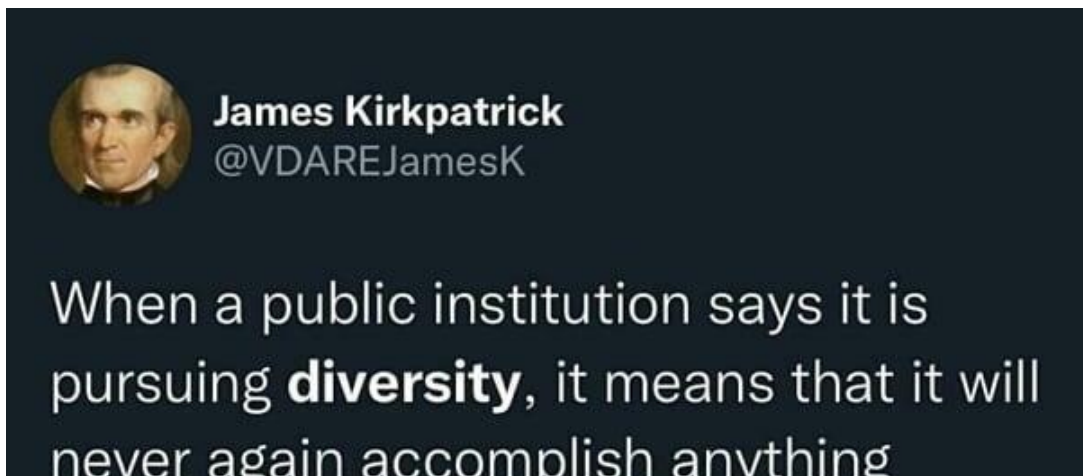 James Kirkpatrick
@VDAREJamesK
When a public institution says it is
pursuing diversity, it means that it will
never again accomplish anything